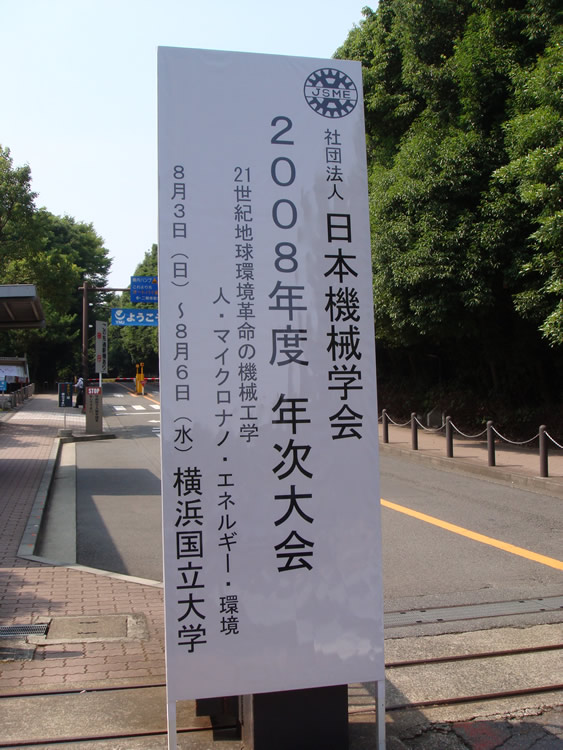 JSME
社団法人 日本機械学会
2008年度 年次大会
21世紀地球環境革命の機械工学
人・マイクロナノ・エネルギー・環境
8月3日（日）～8月6日（水） 横浜国立大学
ようこそ
STOP